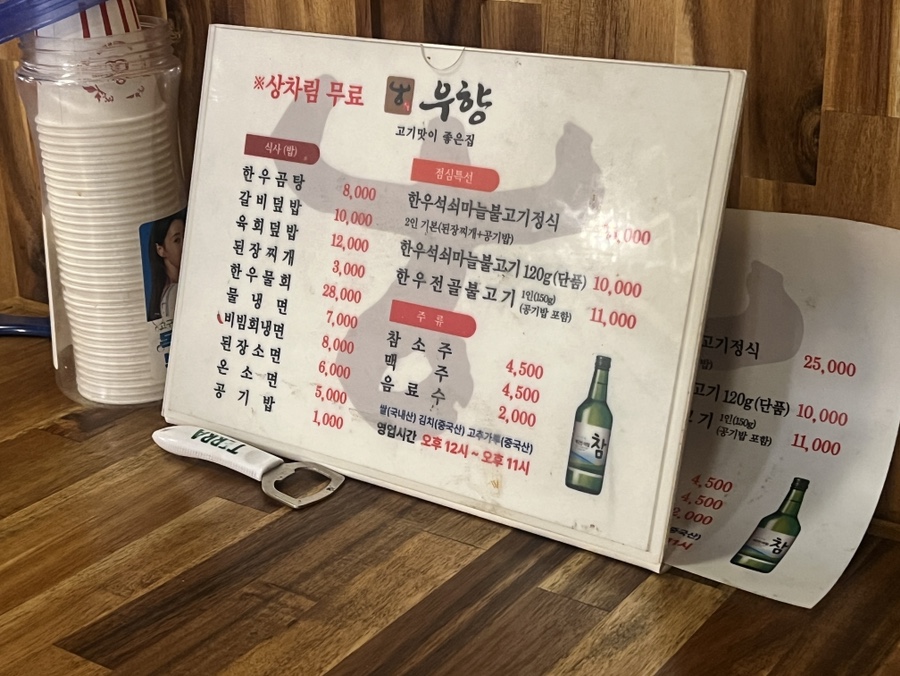 ※상차림 무료
우향
고기맛이 좋은집
식사 (밥)
한우곰탕 8,000
갈비덮밥 10,000
육회덮밥 12,000
된장찌개 3,000
한우물회 28,000
물냉면 7,000
비빔회냉면 8,000
된장소면 6,000
온소면 5,000
공기밥 1,000
점심특선
한우석쇠마늘불고기정식
2인 기본(된장찌개+공기밥)
한우석쇠마늘불고기 120g(단품) 10,000
한우전골불고기 1인(150g) (공기밥 포함) 11,000
주 류
참소주 4,500
맥주 4,500
음료수 2,000
쌀(국내산) 김치(중국산) 고추가루(중국산)
영업시간 오후 12시 ~ 오후 11시
참
TERRA
고기정식 25,000
고기 120g(단품) 10,000
기 1인(150g) (공기밥 포함) 11,000
4,500
4,500
2,000
중국산)
11시
참